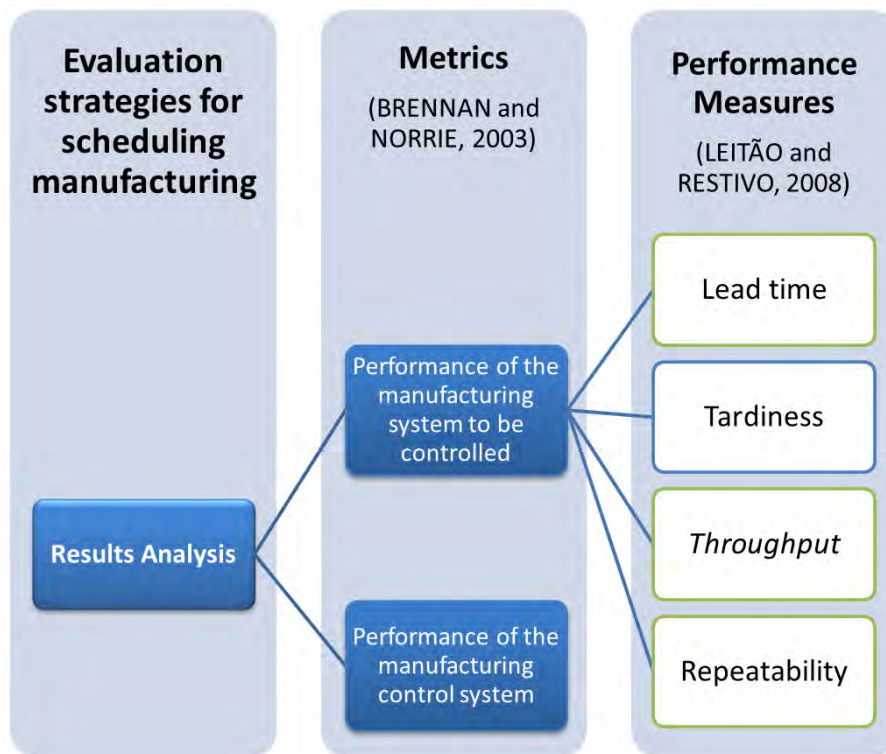 Evaluation
strategies for
scheduling
manufacturing
Results Analysis
Metrics
(BRENNAN and
NORRIE, 2003)
Performance of the
manufacturing
system to be
controlled
Performance of the
manufacturing
control system
Performance
Measures
(LEITÃO and
RESTIVO, 2008)
Lead time
Tardiness
Throughput
Repeatability